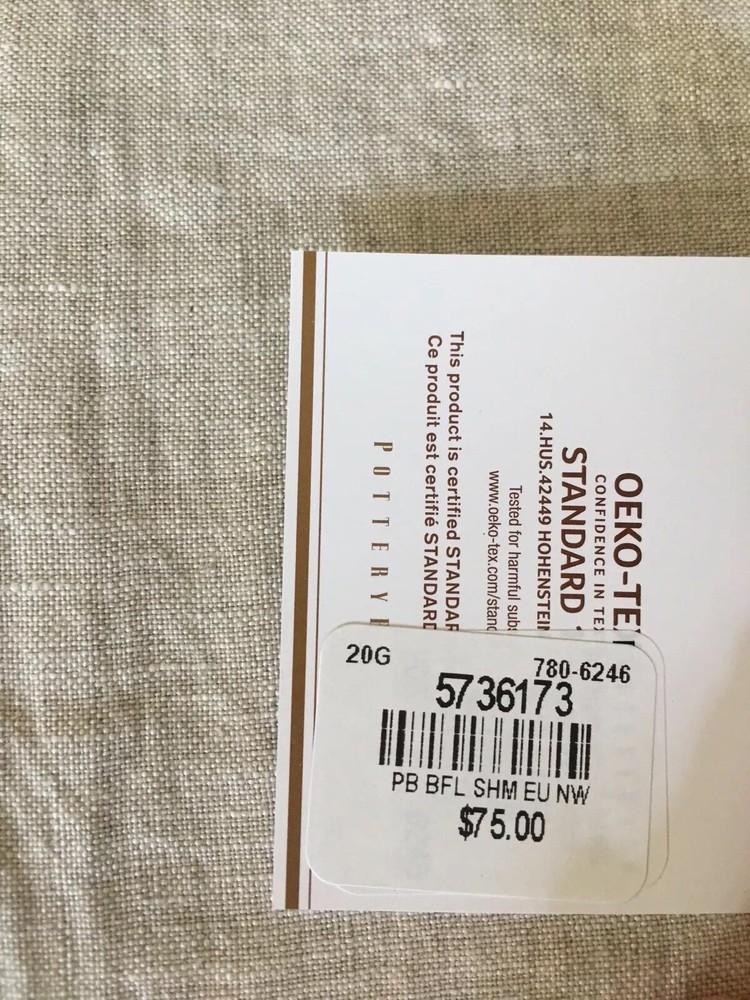 OEKO-TE
CONFIDENCE IN TEX
STANDARD
14.HUS.42449 HOHENSTEIN
Tested for harmful subs
www.oeko-tex.com/stand
This product is certified STANDAR
Ce produit est certifié STANDARD
POTTERY
20G
780-6246
5736173
PB BFL SHM EU NW
$75.00